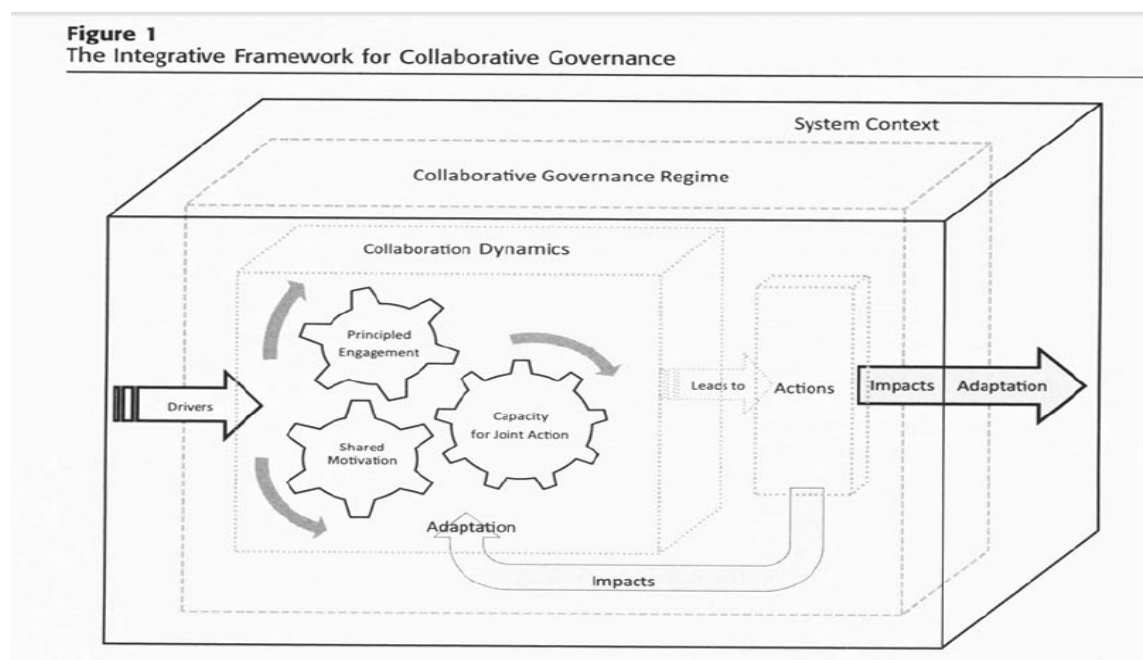 Figure 1
The Integrative Framework for Collaborative Governance
System Context
Collaborative Governance Regime
Collaboration Dynamics
Principled
Engagement
Drivers
Shared
Motivation
Capacity
for Joint Action
Leads to
Actions
Impacts
Adaptation
Adaptation
Impacts